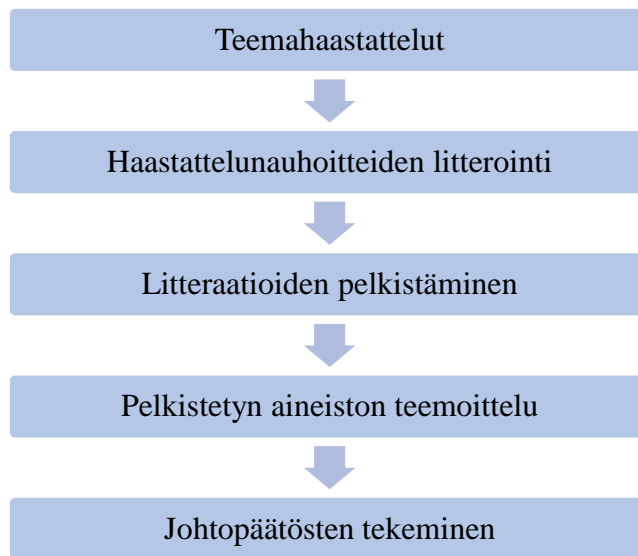 Teemahaastattelut
Haastattelunauhoitteiden litterointi
Litteraatioiden pelkistäminen
Pelkistetyn aineiston teemoittelu
Johtopäätösten tekeminen